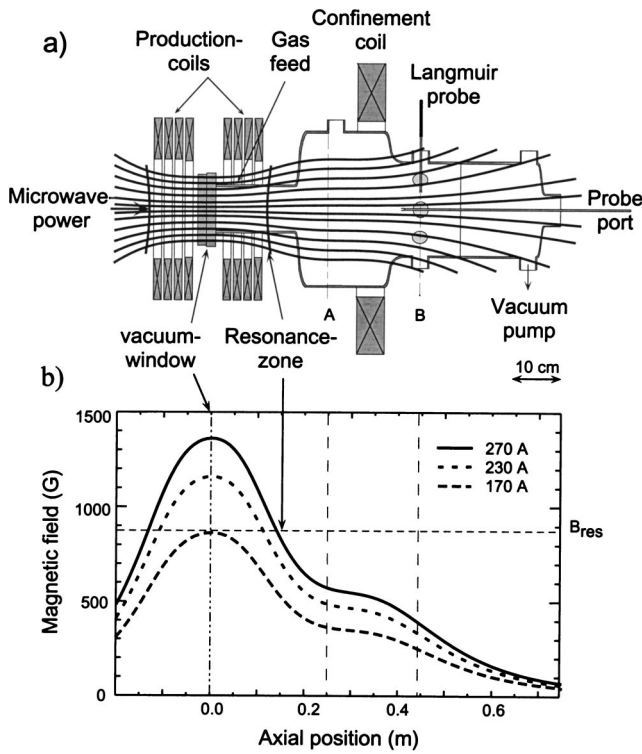 a)
Production-
coils
Gas
feed
Confinement
coil
Langmuir
probe
Microwave
power
Probe
port
A
B
vacuum-
window
Resonance-
zone
Vacuum
pump
10 cm
b)
1500
1000
500
0
Magnetic field (G)
270 A
230 A
170 A
Bres
0.0
0.2
0.4
0.6
Axial position (m)